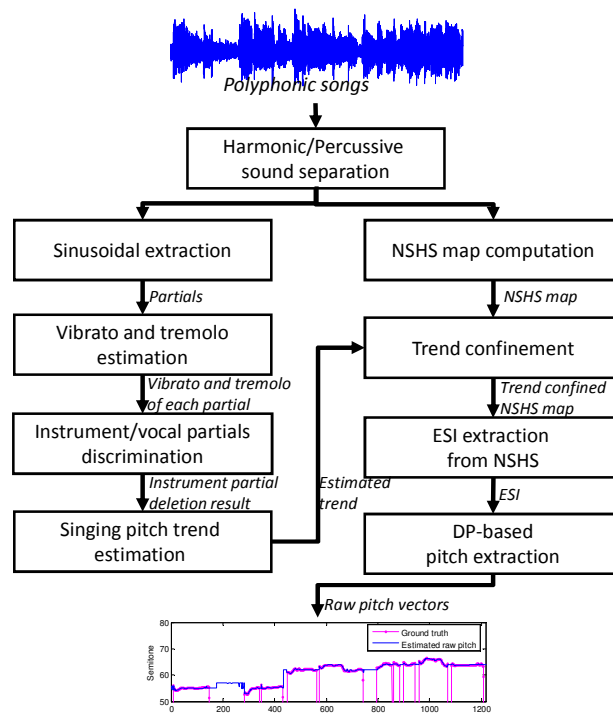 Polyphonic songs
Harmonic/Percussive
sound separation
Sinusoidal extraction
Partials
Vibrato and tremolo
estimation
Vibrato and tremolo
of each partial
Instrument/vocal partials
discrimination
Instrument partial
deletion result
Singing pitch trend
estimation
Estimated
trend
NSHS map computation
NSHS map
Trend confinement
Trend confined
NSHS map
ESI extraction
from NSHS
ESI
DP-based
pitch extraction
Raw pitch vectors
Semitone
80
70
60
50
Ground truth
Estimated raw pitch
0 200 400 600 800 1000 1200